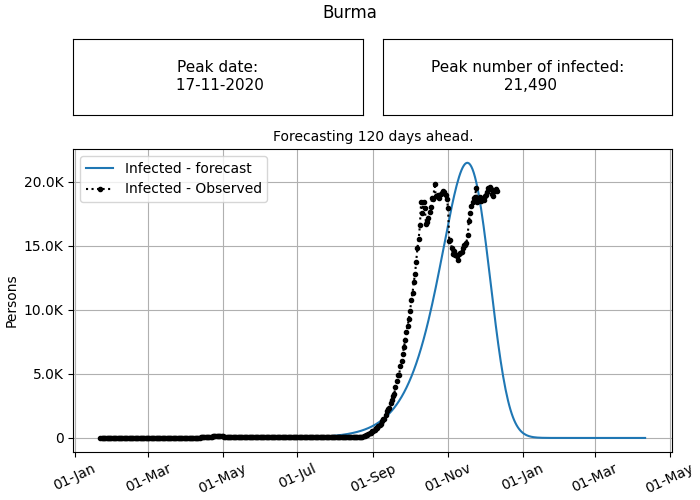 Burma
Peak date:
17-11-2020
Peak number of infected:
21,490
Forecasting 120 days ahead.
Infected - forecast
Infected - Observed
Persons
20.0K
15.0K
10.0K
5.0K
0
01-Jan
01-Mar
01-May
01-Jul
01-Sep
01-Nov
01-Jan
01-Mar
01-May